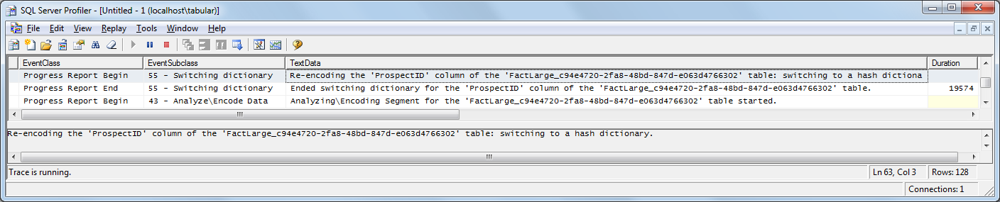 SQL Server Profiler - [Untitled - 1 (localhost\tabular)]
File Edit View Replay Tools Window Help
EventClass EventSubclass TextData Duration
Progress Report Begin 55 - Switching dictionary Re-encoding the 'ProspectID' column of the 'FactLarge_c94e4720-2fa8-48bd-847d-e063d4766302' table: switching to a hash dictiona
Progress Report End 55 - Switching dictionary Ended switching dictionary for the 'ProspectID' column of the 'FactLarge_c94e4720-2fa8-48bd-847d-e063d4766302' table. 19574
Progress Report Begin 43 - Analyze\Encode Data Analyzing\Encoding Segment for the 'FactLarge_c94e4720-2fa8-48bd-847d-e063d4766302' table started.
Re-encoding the 'ProspectID' column of the 'FactLarge_c94e4720-2fa8-48bd-847d-e063d4766302' table: switching to a hash dictionary.
Trace is running. Ln 63, Col 3 Rows: 128
Connections: 1